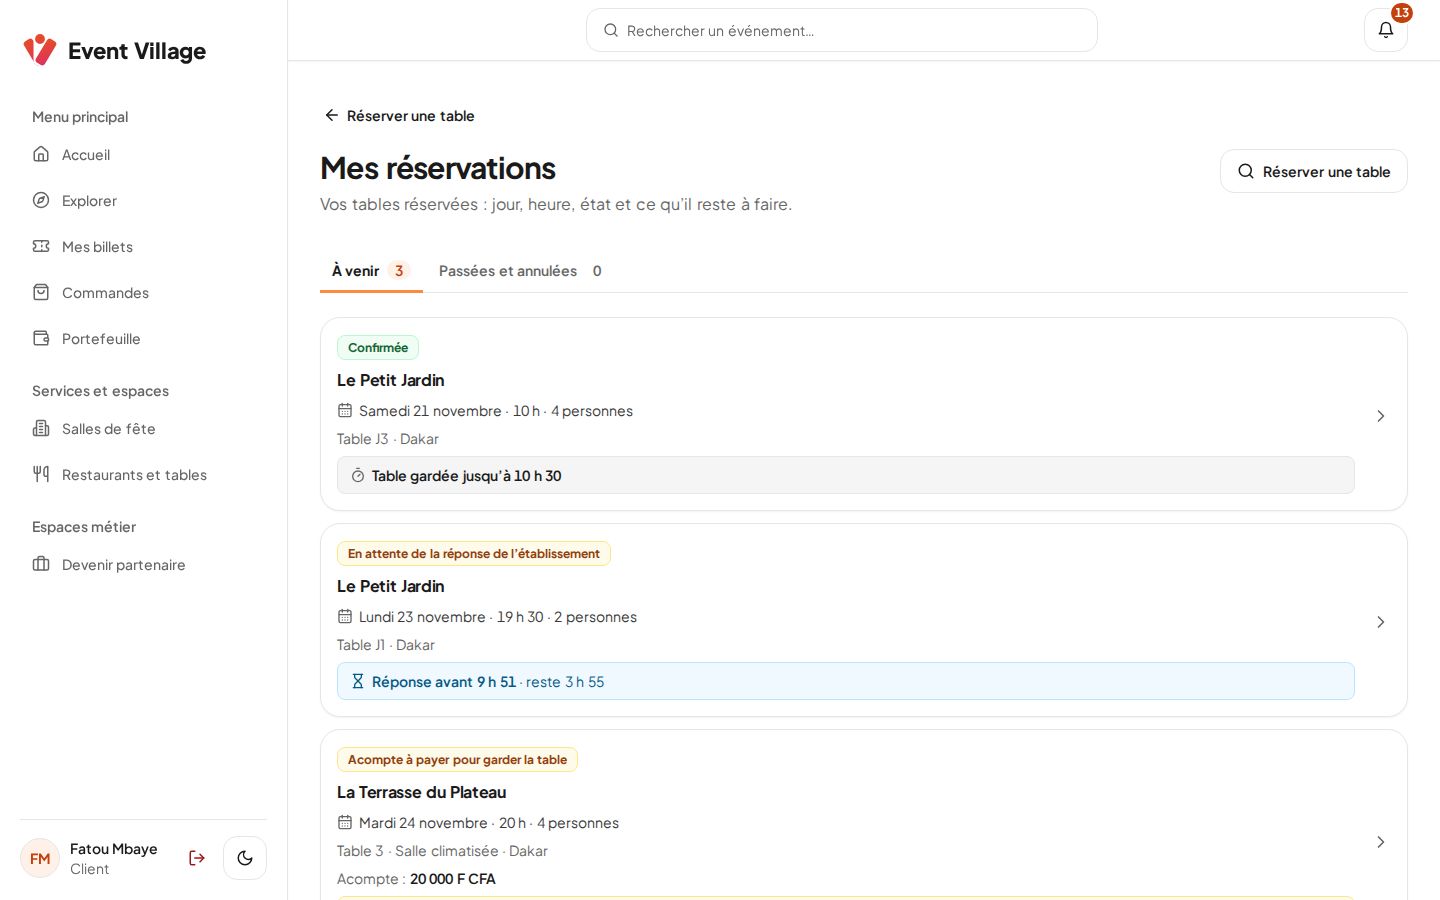 Event Village
Rechercher un événement…
13
Menu principal
Accueil
Explorer
Mes billets
Commandes
Portefeuille
Services et espaces
Salles de fête
Restaurants et tables
Espaces métier
Devenir partenaire
FM
Fatou Mbaye
Client
Réserver une table
Mes réservations
Vos tables réservées : jour, heure, état et ce qu’il reste à faire.
Réserver une table
À venir 3 Passées et annulées 0
Confirmée
Le Petit Jardin
Samedi 21 novembre · 10 h · 4 personnes
Table J3 · Dakar
Table gardée jusqu’à 10 h 30
En attente de la réponse de l’établissement
Le Petit Jardin
Lundi 23 novembre · 19 h 30 · 2 personnes
Table J1 · Dakar
Réponse avant 9 h 51 · reste 3 h 55
Acompte à payer pour garder la table
La Terrasse du Plateau
Mardi 24 novembre · 20 h · 4 personnes
Table 3 · Salle climatisée · Dakar
Acompte : 20 000 F CFA